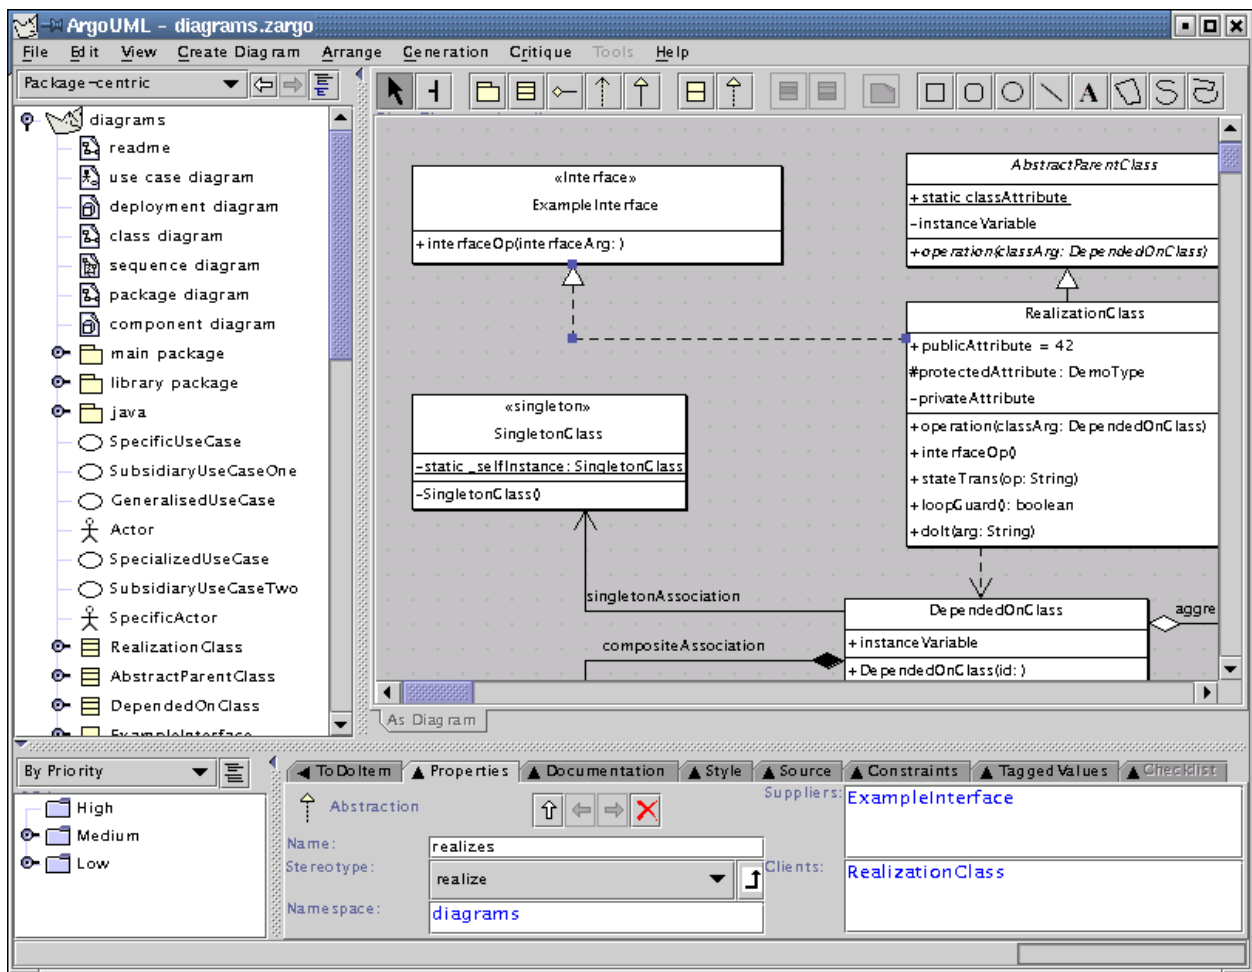 ArgoUML - diagrams.zargo
File Edit View Create Diagram Arrange Generation Critique Tools Help
Package-centric
diagrams
readme
use case diagram
deployment diagram
class diagram
sequence diagram
package diagram
component diagram
main package
library package
java
SpecificUseCase
SubsidiaryUseCaseOne
GeneralisedUseCase
Actor
SpecializedUseCase
SubsidiaryUseCaseTwo
SpecificActor
RealizationClass
AbstractParentClass
DependedOnClass
ExampleInterface
A
«Interface»
ExampleInterface
+interfaceOp(interfaceArg: )
AbstractParentClass
+static classAttribute
-instanceVariable
+operation(classArg: DependedOnClass)
RealizationClass
+publicAttribute = 42
#protectedAttribute: DemoType
-privateAttribute
+operation(classArg: DependedOnClass)
+interfaceOp()
+stateTrans(op: String)
+loopGuard(): boolean
+doIt(arg: String)
«singleton»
SingletonClass
-static _selfInstance: SingletonClass
-SingletonClass()
singletonAssociation
compositeAssociation
DependedOnClass
+instanceVariable
+DependedOnClass(id: )
aggre
As Diagram
By Priority
High
Medium
Low
ToDoItem Properties Documentation Style Source Constraints Tagged Values Checklist
Abstraction
Name: realizes
Stereotype: realize
Namespace: diagrams
Suppliers: ExampleInterface
Clients: RealizationClass